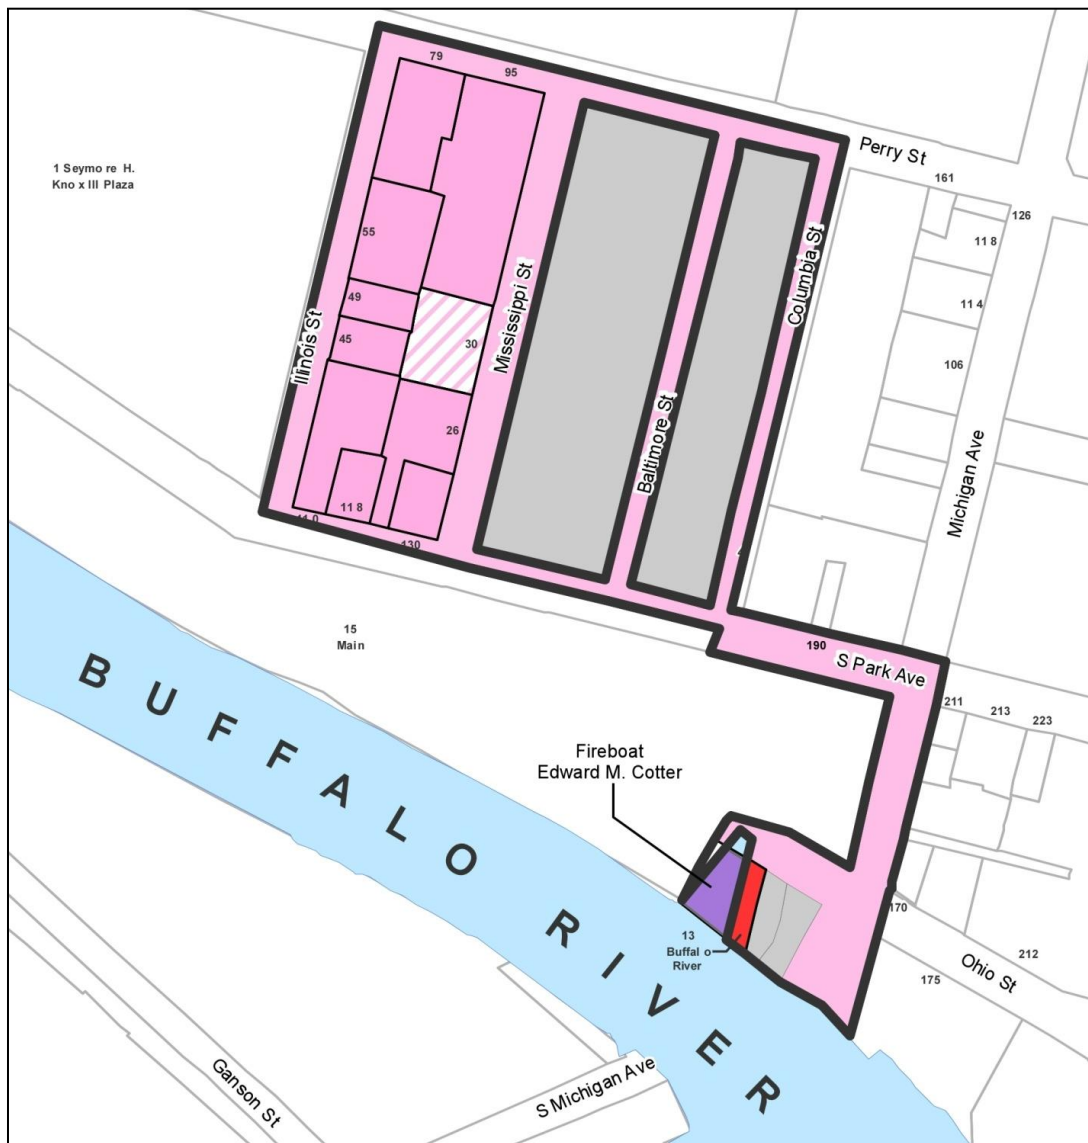 79
95
Perry St
1 Seymo re H.
Kno x III Plaza
161
126
11 8
55
Columbia St
Mississippi St
49
11 4
Illinois St
45
30
106
Baltimore St
26
Michigan Ave
11 8
11 0
130
15
Main
190
S Park Ave
211
213
223
BUFFALO RIVER
Fireboat
Edward M. Cotter
170
13
Buffal o
River
212
Ohio St
175
Ganson St
S Michigan Ave